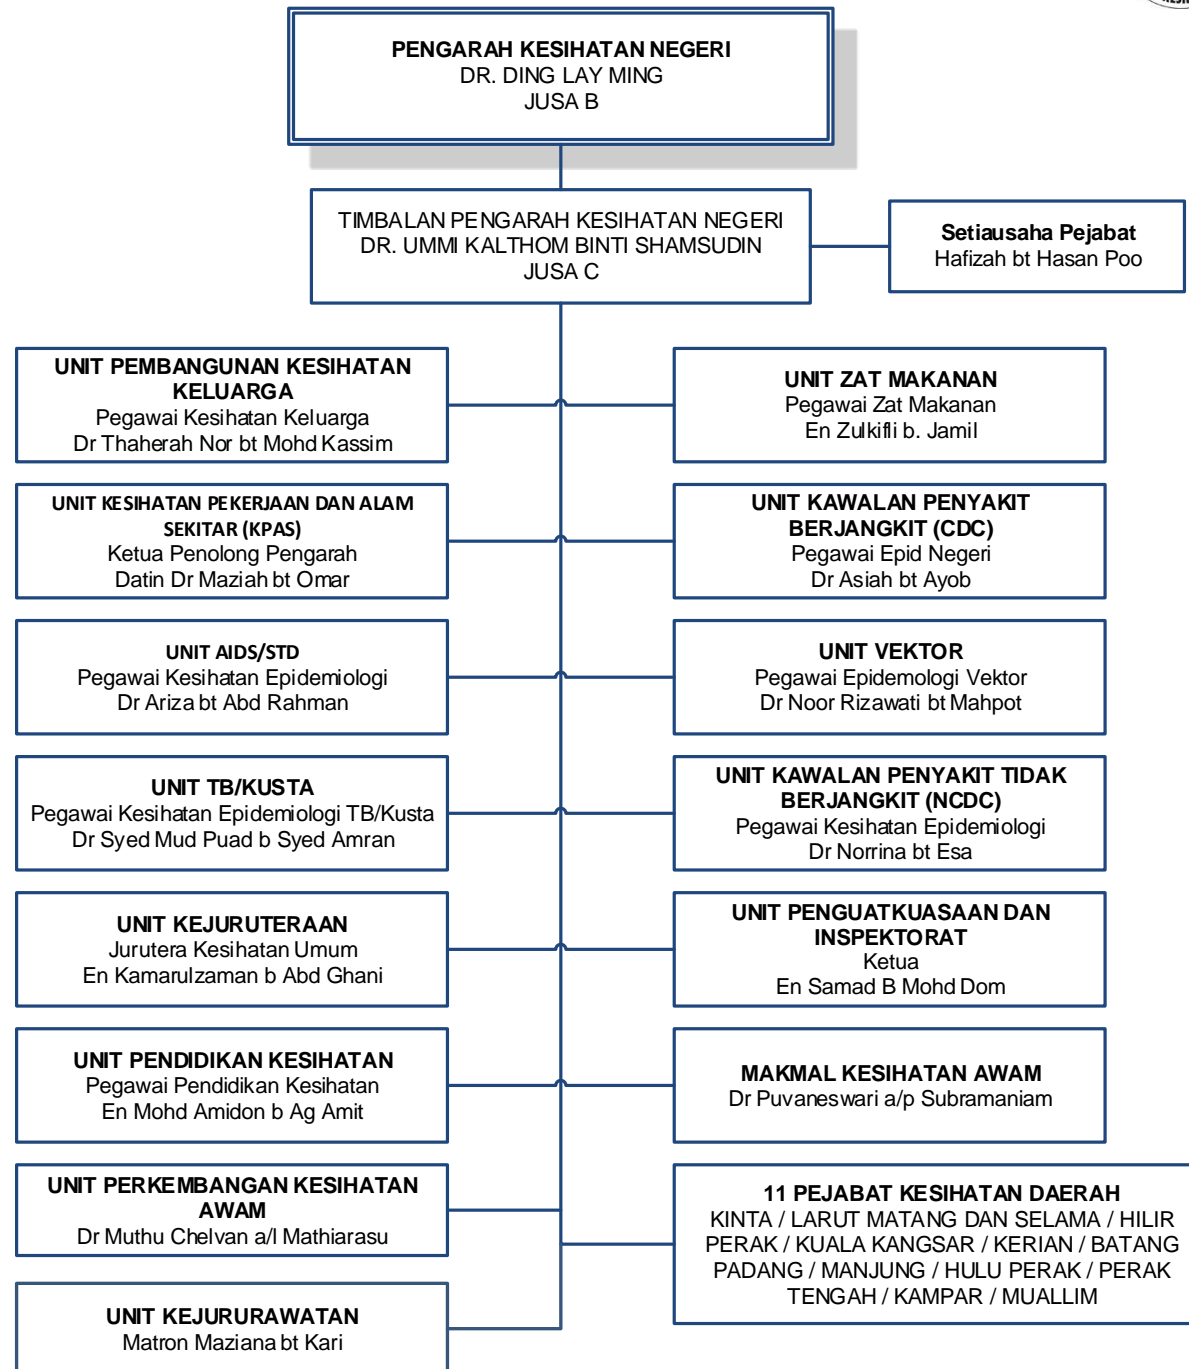 PENGARAH KESIHATAN NEGERI
DR. DING LAY MING
JUSA B
TIMBALAN PENGARAH KESIHATAN NEGERI
DR. UMMI KALTHOM BINTI SHAMSUDIN
JUSA C
Setiausaha Pejabat
Hafizah bt Hasan Poo
UNIT PEMBANGUNAN KESIHATAN
KELUARGA
Pegawai Kesihatan Keluarga
Dr Thaherah Nor bt Mohd Kassim
UNIT ZAT MAKANAN
Pegawai Zat Makanan
En Zulkifli b. Jamil
UNIT KESIHATAN PEKERJAAN DAN ALAM
SEKITAR (KPAS)
Ketua Penolong Pengarah
Datin Dr Maziah bt Omar
UNIT KAWALAN PENYAKIT
BERJANGKIT (CDC)
Pegawai Epid Negeri
Dr Asiah bt Ayob
UNIT AIDS/STD
Pegawai Kesihatan Epidemiologi
Dr Ariza bt Abd Rahman
UNIT VEKTOR
Pegawai Epidemologi Vektor
Dr Noor Rizawati bt Mahpot
UNIT TB/KUSTA
Pegawai Kesihatan Epidemiologi TB/Kusta
Dr Syed Mud Puad b Syed Amran
UNIT KAWALAN PENYAKIT TIDAK
BERJANGKIT (NCDC)
Pegawai Kesihatan Epidemiologi
Dr Norrina bt Esa
UNIT KEJURUTERAAN
Jurutera Kesihatan Umum
En Kamarulzaman b Abd Ghani
UNIT PENGUATKUASAAN DAN
INSPEKTORAT
Ketua
En Samad B Mohd Dom
UNIT PENDIDIKAN KESIHATAN
Pegawai Pendidikan Kesihatan
En Mohd Amidon b Ag Amit
MAKMAL KESIHATAN AWAM
Dr Puvaneswari a/p Subramaniam
UNIT PERKEMBANGAN KESIHATAN
AWAM
Dr Muthu Chelvan a/l Mathiarasu
11 PEJABAT KESIHATAN DAERAH
KINTA / LARUT MATANG DAN SELAMA / HILIR
PERAK / KUALA KANGSAR / KERIAN / BATANG
PADANG / MANJUNG / HULU PERAK / PERAK
TENGAH / KAMPAR / MUALLIM
UNIT KEJURURAWATAN
Matron Maziana bt Kari